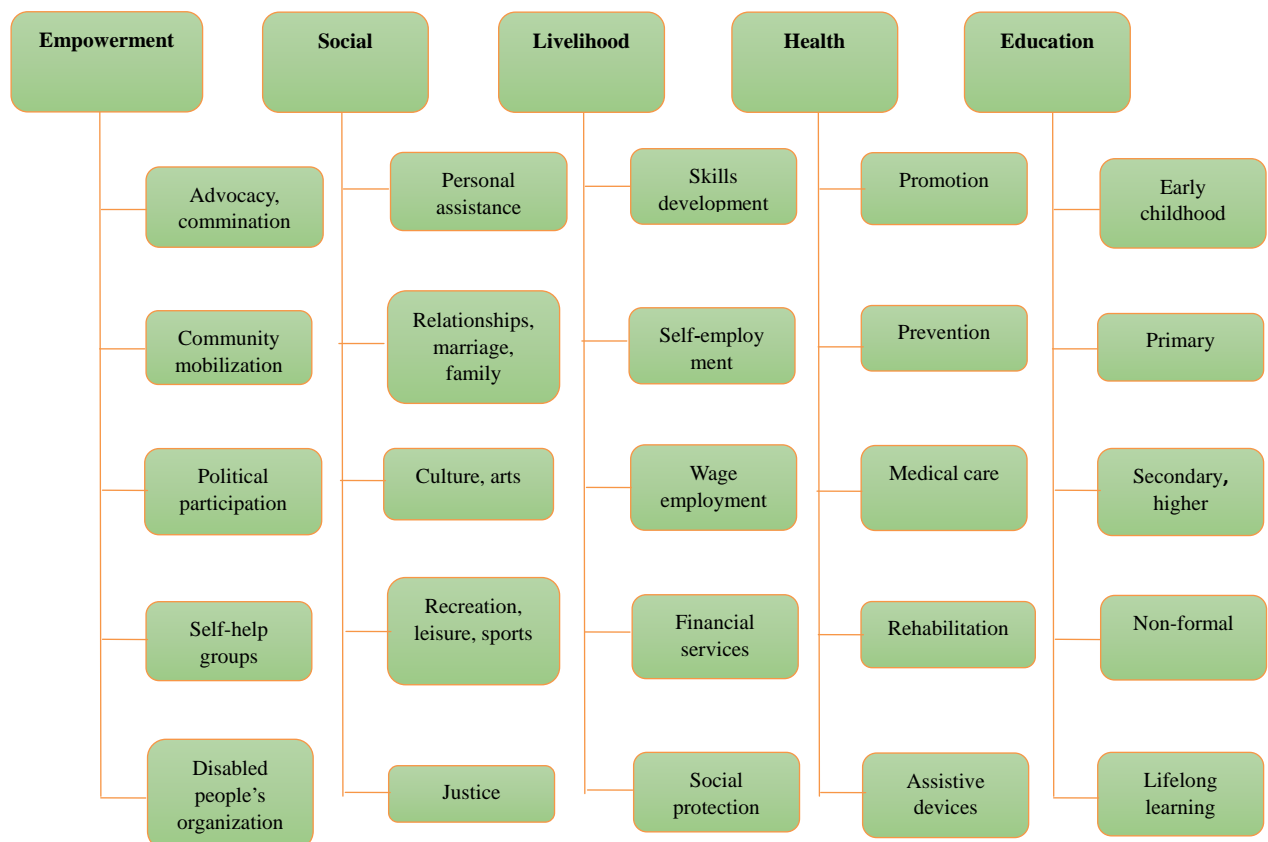 Empowerment
Advocacy,
commination
Community
mobilization
Political
participation
Self-help
groups
Disabled
people’s
organization
Social
Personal
assistance
Relationships,
marriage,
family
Culture, arts
Recreation,
leisure, sports
Justice
Livelihood
Skills
development
Self-employ
ment
Wage
employment
Financial
services
Social
protection
Health
Promotion
Prevention
Medical care
Rehabilitation
Assistive
devices
Education
Early
childhood
Primary
Secondary,
higher
Non-formal
Lifelong
learning